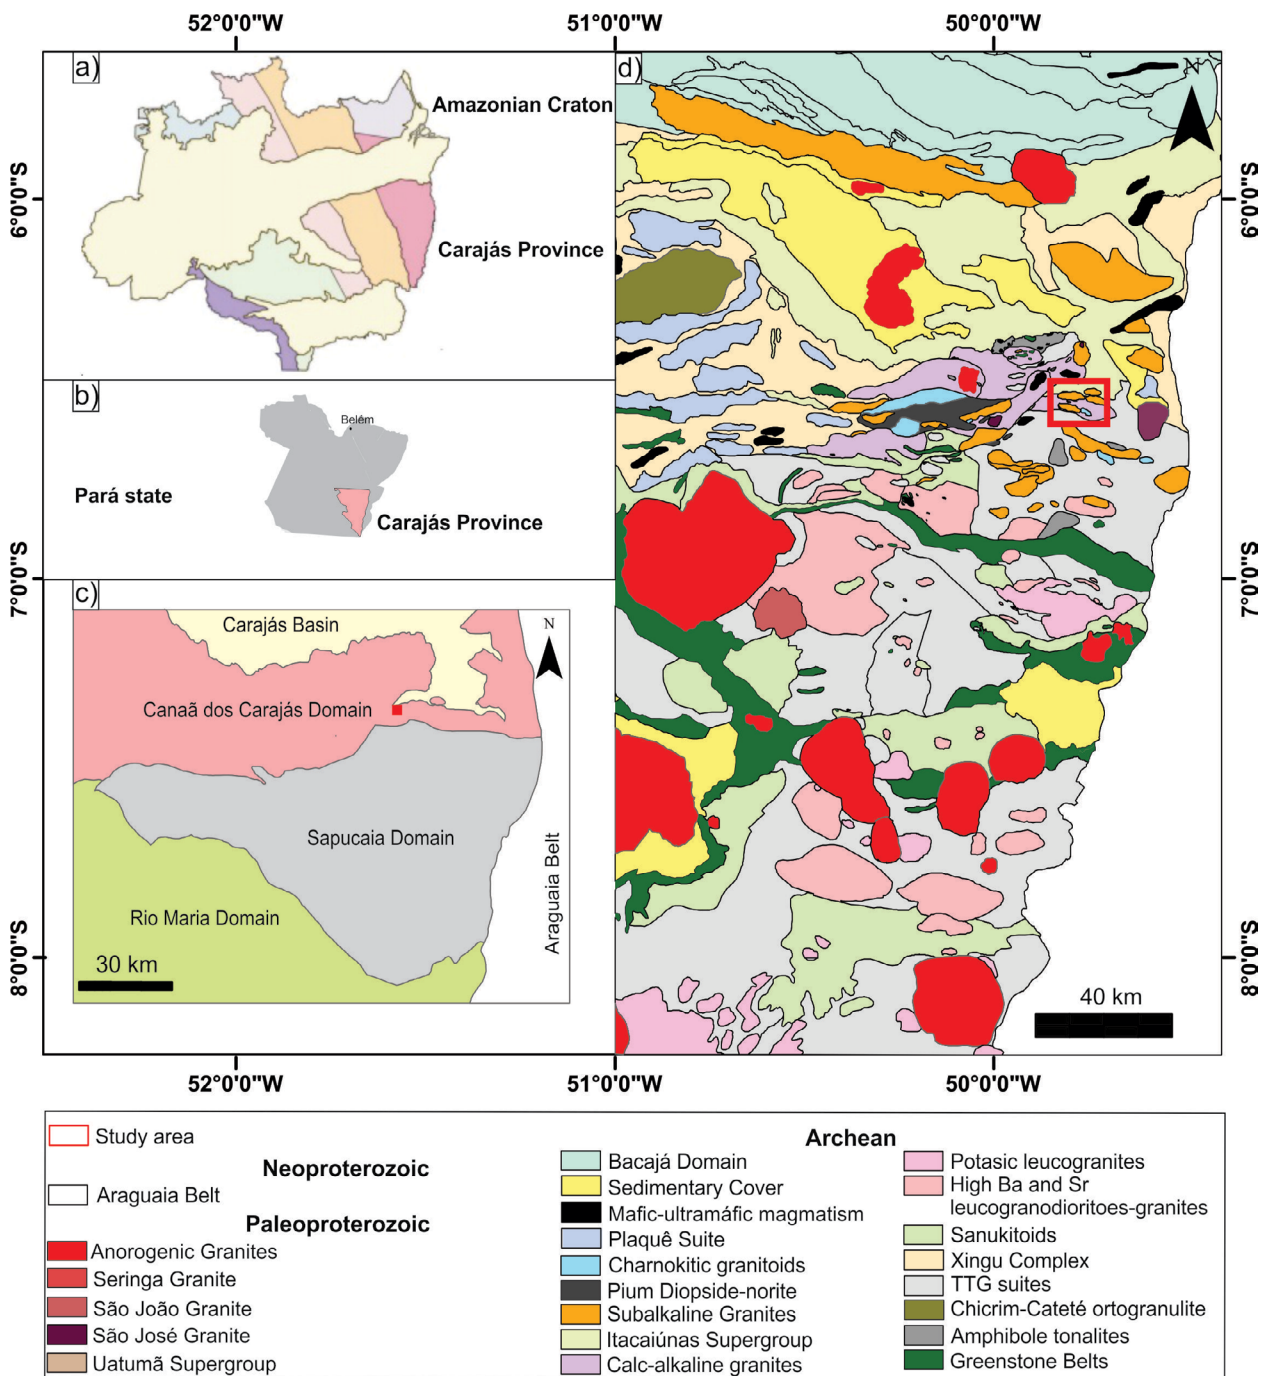 52°0'0"W
51°0'0"W
50°0'0"W
a)
Amazonian Craton
Carajás Province
b)
Belém
Pará state
Carajás Province
c)
Carajás Basin
N
Canaã dos Carajás Domain
Sapucaia Domain
Rio Maria Domain
Araguaia Belt
30 km
d)
N
40 km
6°0'0"S
7°0'0"S
8°0'0"S
6°0'0"S
7°0'0"S
8°0'0"S
52°0'0"W
51°0'0"W
50°0'0"W
Study area
Neoproterozoic
Araguaia Belt
Paleoproterozoic
Anorogenic Granites
Seringa Granite
São João Granite
São José Granite
Uatumã Supergroup
Archean
Bacajá Domain
Sedimentary Cover
Mafic-ultramáfic magmatism
Plaquê Suite
Charnokitic granitoids
Pium Diopside-norite
Subalkaline Granites
Itacaiúnas Supergroup
Calc-alkaline granites
Potasic leucogranites
High Ba and Sr
leucogranodioritoes-granites
Sanukitoids
Xingu Complex
TTG suites
Chicrim-Cateté ortogranulite
Amphibole tonalites
Greenstone Belts